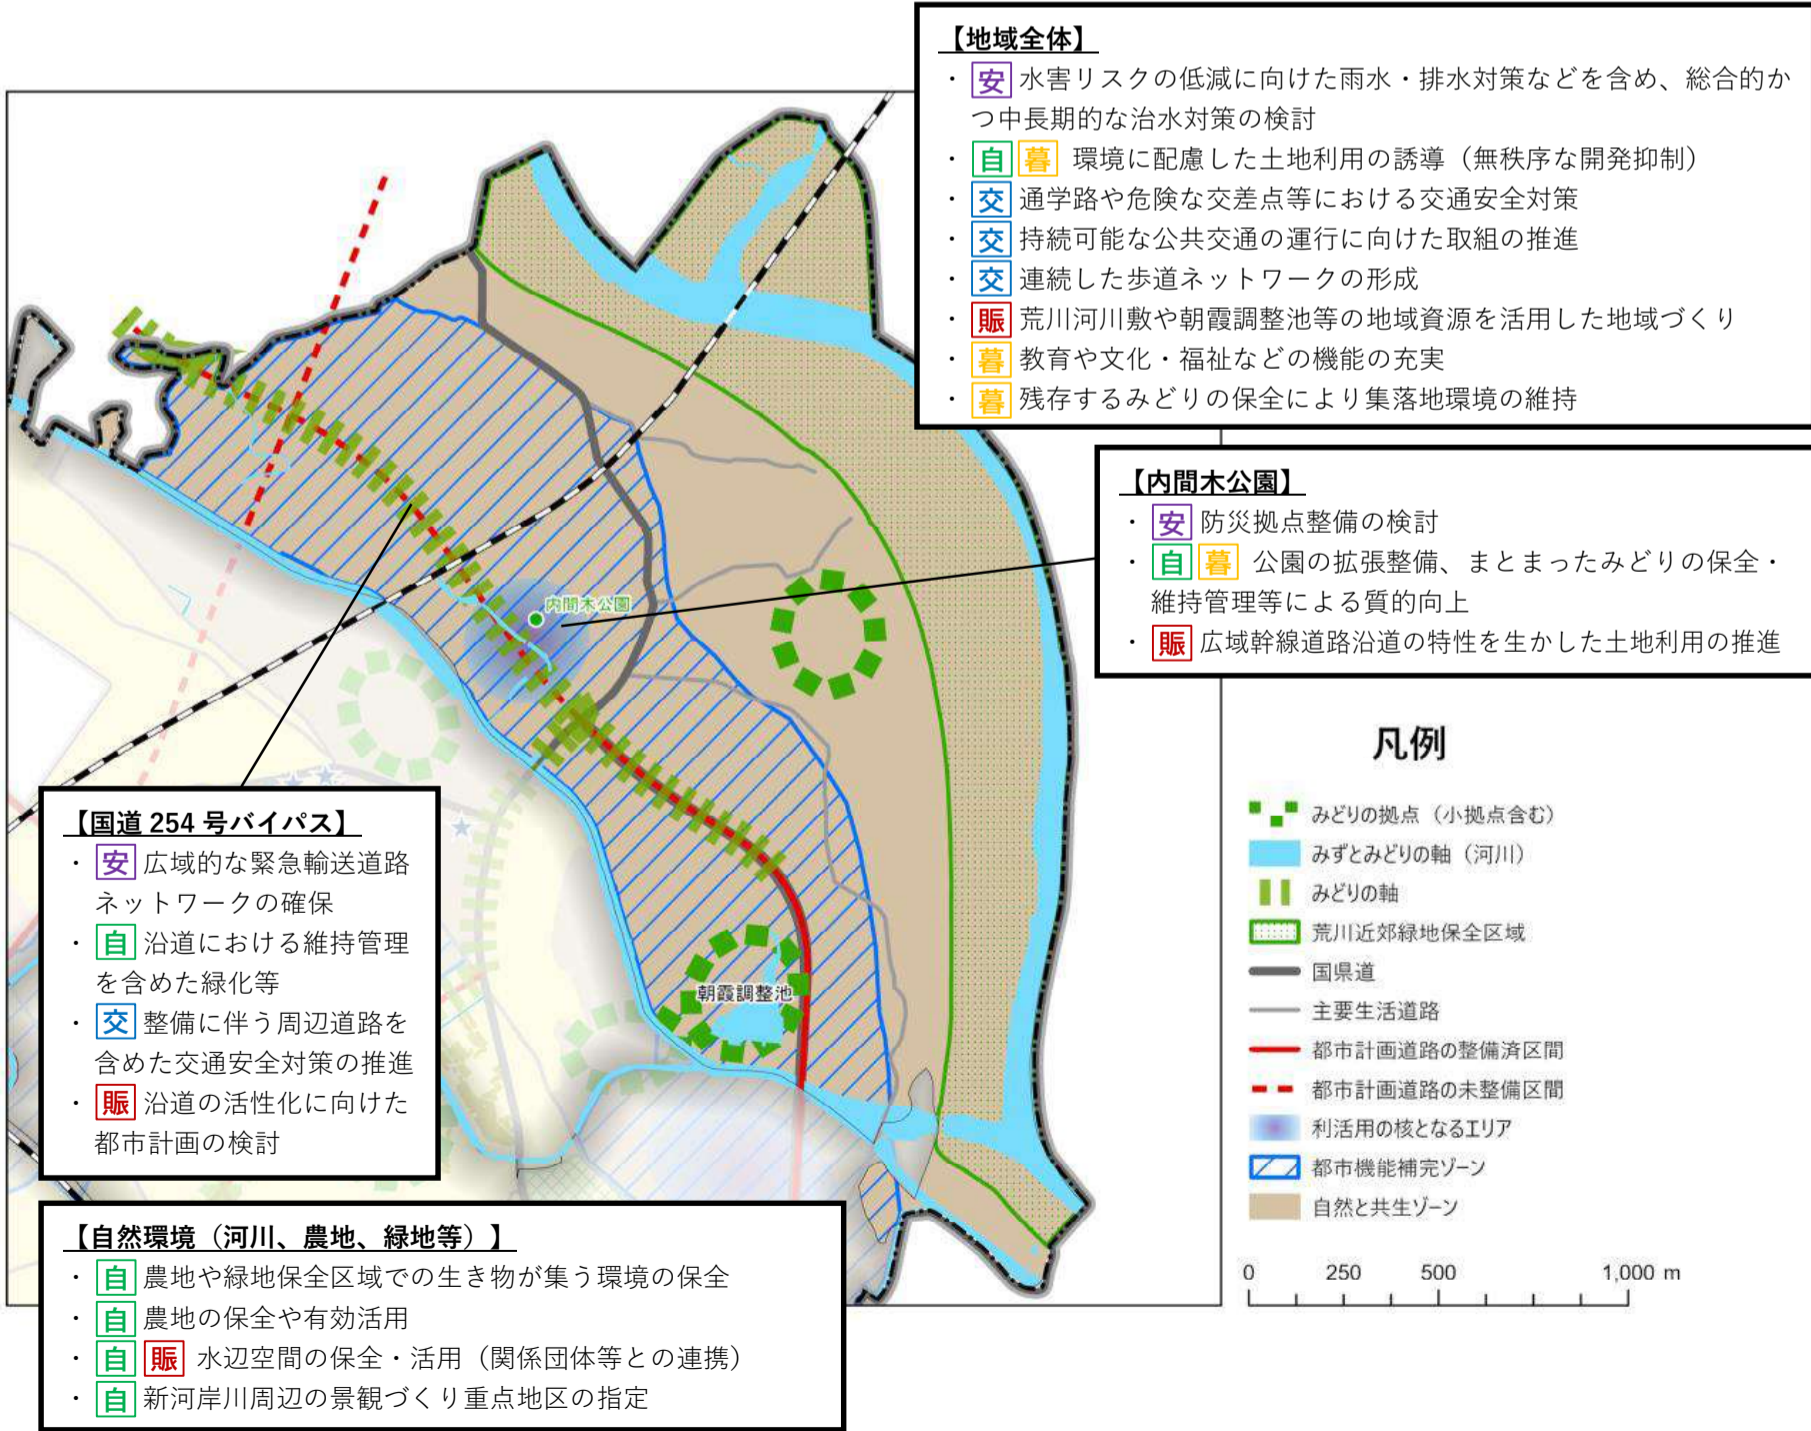 【地域全体】
・安 水害リスクの低減に向けた雨水・排水対策などを含め、総合的か
つ中長期的な治水対策の検討
・自 暮 環境に配慮した土地利用の誘導（無秩序な開発抑制）
・交 通学路や危険な交差点等における交通安全対策
・交 持続可能な公共交通の運行に向けた取組の推進
・交 連続した歩道ネットワークの形成
・賑 荒川河川敷や朝霞調整池等の地域資源を活用した地域づくり
・暮 教育や文化・福祉などの機能の充実
・暮 残存するみどりの保全により集落地環境の維持
【内間木公園】
・安 防災拠点整備の検討
・自 暮 公園の拡張整備、まとまったみどりの保全・
維持管理等による質的向上
・賑 広域幹線道路沿道の特性を生かした土地利用の推進
内間木公園
朝霞調整池
【国道 254 号バイパス】
・安 広域的な緊急輸送道路
ネットワークの確保
・自 沿道における維持管理
を含めた緑化等
・交 整備に伴う周辺道路を
含めた交通安全対策の推進
・賑 沿道の活性化に向けた
都市計画の検討
【自然環境（河川、農地、緑地等）】
・自 農地や緑地保全区域での生き物が集う環境の保全
・自 農地の保全や有効活用
・自 賑 水辺空間の保全・活用（関係団体等との連携）
・自 新河岸川周辺の景観づくり重点地区の指定
凡例
みどりの拠点（小拠点含む）
みずとみどりの軸（河川）
みどりの軸
荒川近郊緑地保全区域
国県道
主要生活道路
都市計画道路の整備済区間
都市計画道路の未整備区間
利活用の核となるエリア
都市機能補完ゾーン
自然と共生ゾーン
0 250 500 1,000 m